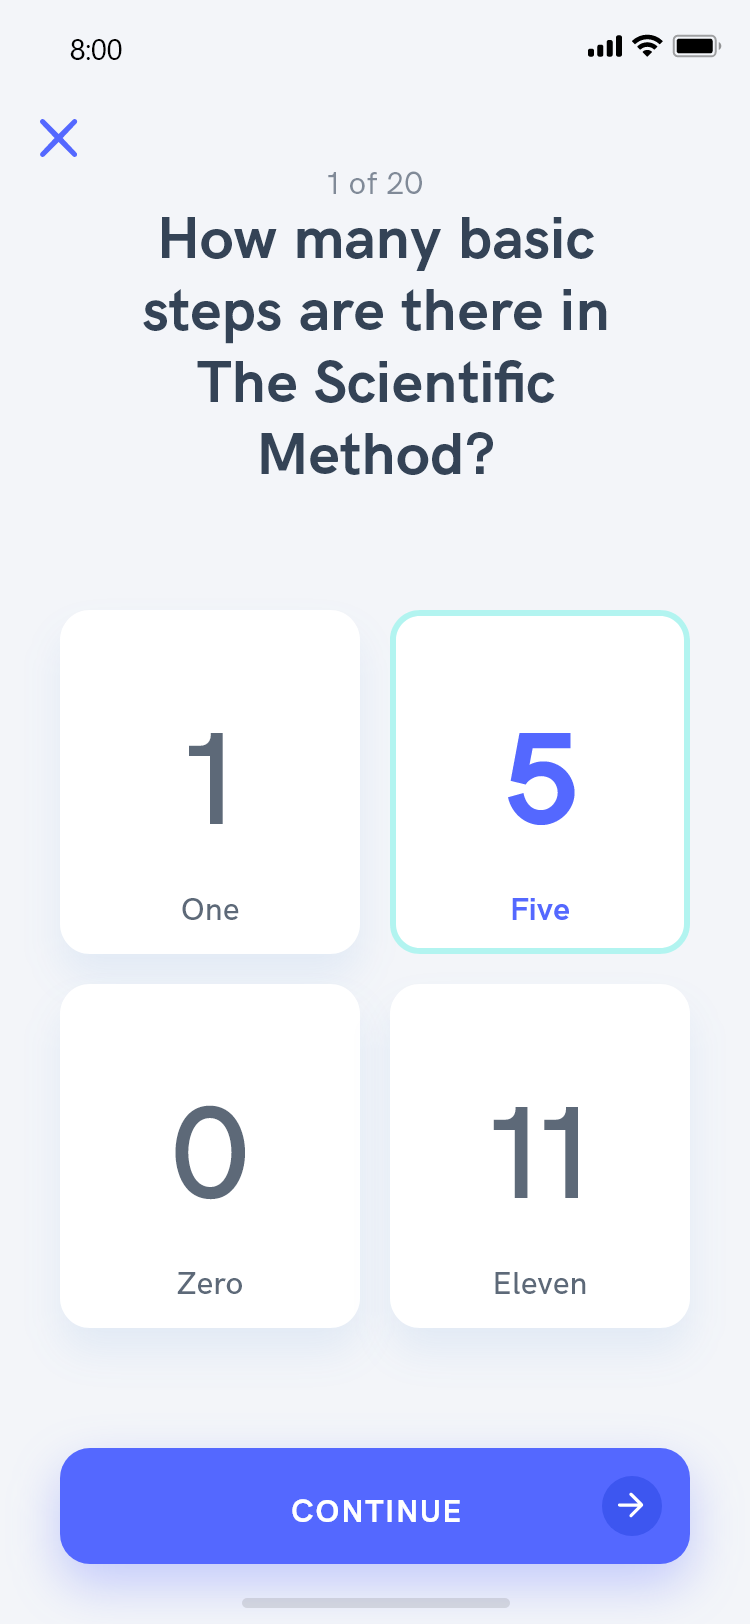 8:00
1 of 20
How many basic
steps are there in
The Scientific
Method?
1
5
One
Five
0
11
Zero
Eleven
CONTINUE